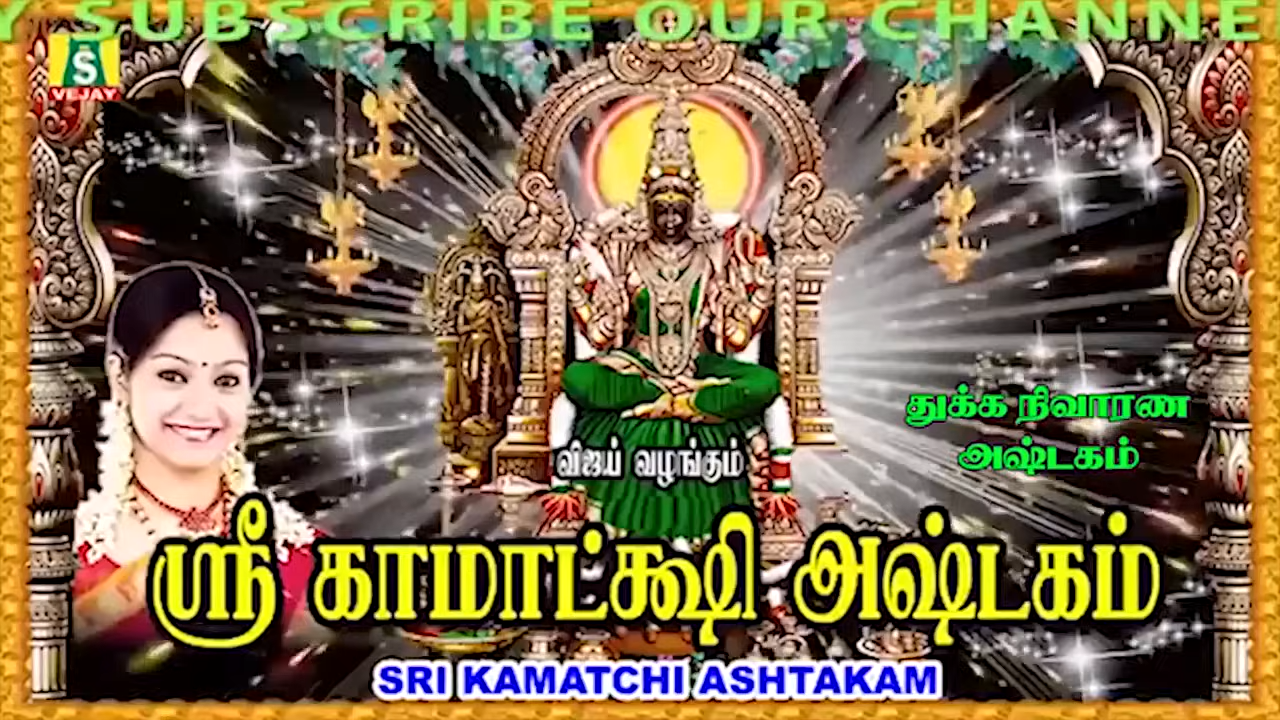 Y SUBSCRIBE OUR CHANNE
S
VEJAY
துக்க நிவாரண
அஷ்டகம்
விஜய் வழங்கும்
ஸ்ரீ காமாட்க்ஷி அஷ்டகம்
SRI KAMATCHI ASHTAKAM